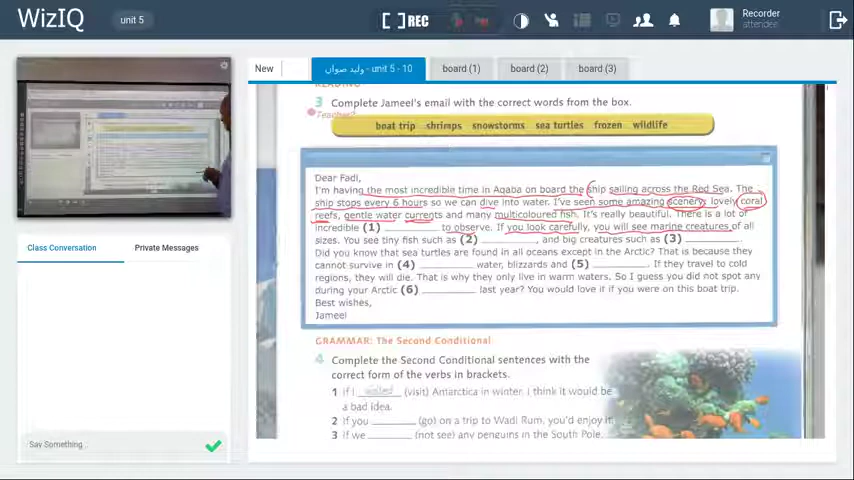 WizIQ
unit 5
[ ] REC
Recorder
attendee
New
وليد صوان - unit 5 - 10
board (1)
board (2)
board (3)
READING
3 Complete Jameel's email with the correct words from the box.
Teacher2
boat trip shrimps snowstorms sea turtles frozen wildlife
Dear Fadi,
I'm having the most incredible time in Aqaba on board the ship sailing across the Red Sea. The
ship stops every 6 hours so we can dive into water. I've seen some amazing scenery, lovely coral
reefs, gentle water currents and many multicoloured fish. It's really beautiful. There is a lot of
incredible (1) ________ to observe. If you look carefully, you will see marine creatures of all
sizes. You see tiny fish such as (2) ________, and big creatures such as (3) ________.
Did you know that sea turtles are found in all oceans except in the Arctic? That is because they
cannot survive in (4) ________ water, blizzards and (5) ________. If they travel to cold
regions, they will die. That is why they only live in warm waters. So I guess you did not spot any
during your Arctic (6) ________ last year? You would love it if you were on this boat trip.
Best wishes,
Jameel
GRAMMAR: The Second Conditional
4 Complete the Second Conditional sentences with the
correct form of the verbs in brackets.
1 If I visited (visit) Antarctica in winter, I think it would be
a bad idea.
2 If you ________ (go) on a trip to Wadi Rum, you'd enjoy it
3 If we ________ (not see) any penguins in the South Pole,
Class Conversation
Private Messages
Say Something...